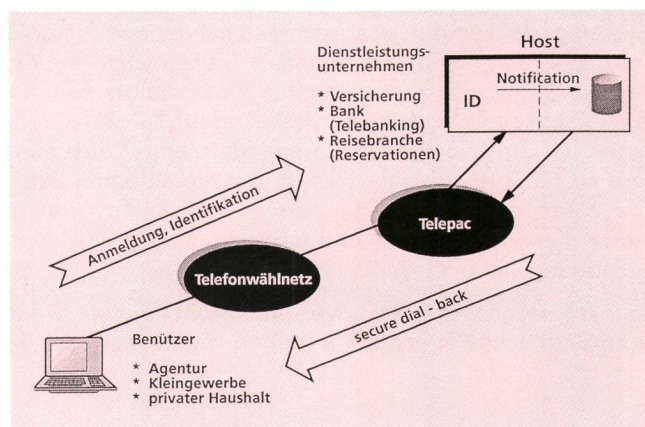 Dienstleistungs-
unternehmen
* Versicherung
* Bank
(Telebanking)
* Reisebranche
(Reservationen)
Host
Notification
ID
Anmeldung, Identifikation
Telepac
Telefonwählnetz
secure dial - back
Benützer
* Agentur
* Kleingewerbe
* privater Haushalt